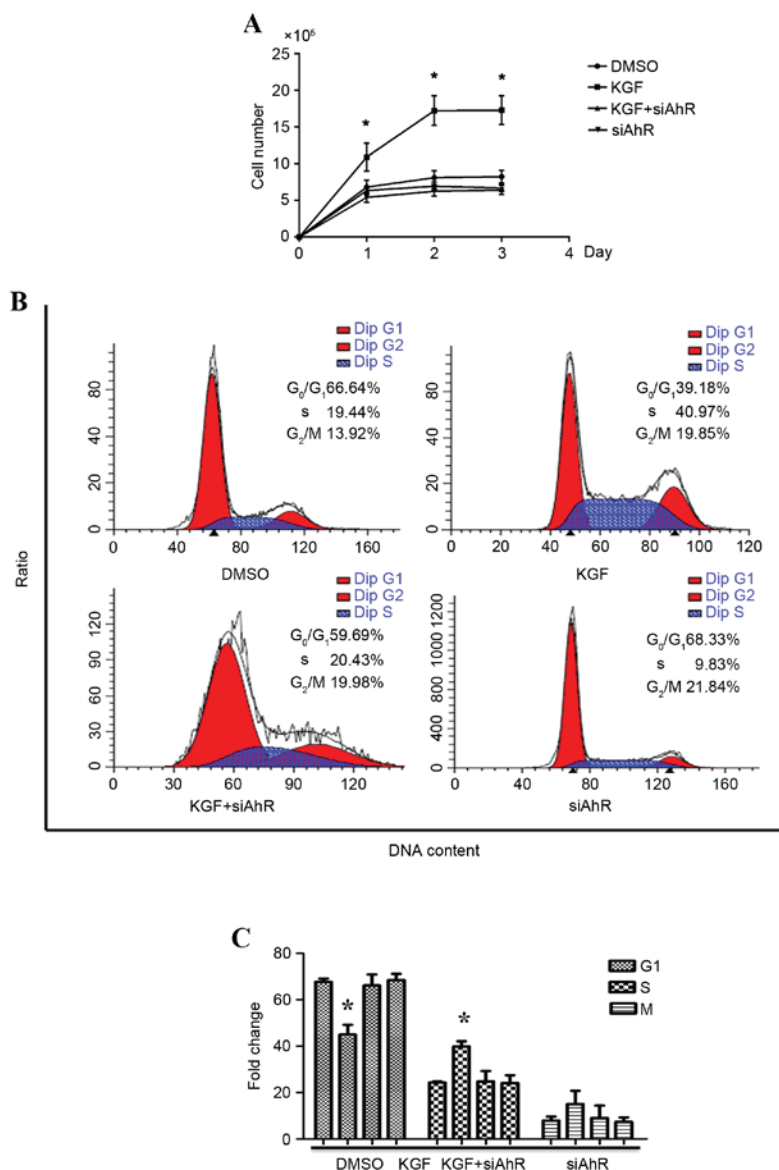 A
×10⁶
25
20
15
10
5
0
Cell number
* * *
0 1 2 3 4 Day
DMSO
KGF
KGF+siAhR
siAhR
B
Ratio
Dip G1
Dip G2
Dip S
G₀/G₁66.64%
s 19.44%
G₂/M 13.92%
80
40
20
0
0 40 80 120 160
DMSO
Dip G1
Dip G2
Dip S
G₀/G₁39.18%
s 40.97%
G₂/M 19.85%
80
60
40
20
0
0 20 40 60 80 100 120
KGF
Dip G1
Dip G2
Dip S
G₀/G₁59.69%
s 20.43%
G₂/M 19.98%
120
90
60
30
0
30 60 90 120
KGF+siAhR
Dip G1
Dip G2
Dip S
G₀/G₁68.33%
s 9.83%
G₂/M 21.84%
1200
1000
800
400
0
0 40 80 120 160
siAhR
DNA content
C
Fold change
80
60
40
20
0
* *
G1
S
M
DMSO KGF KGF+siAhR siAhR